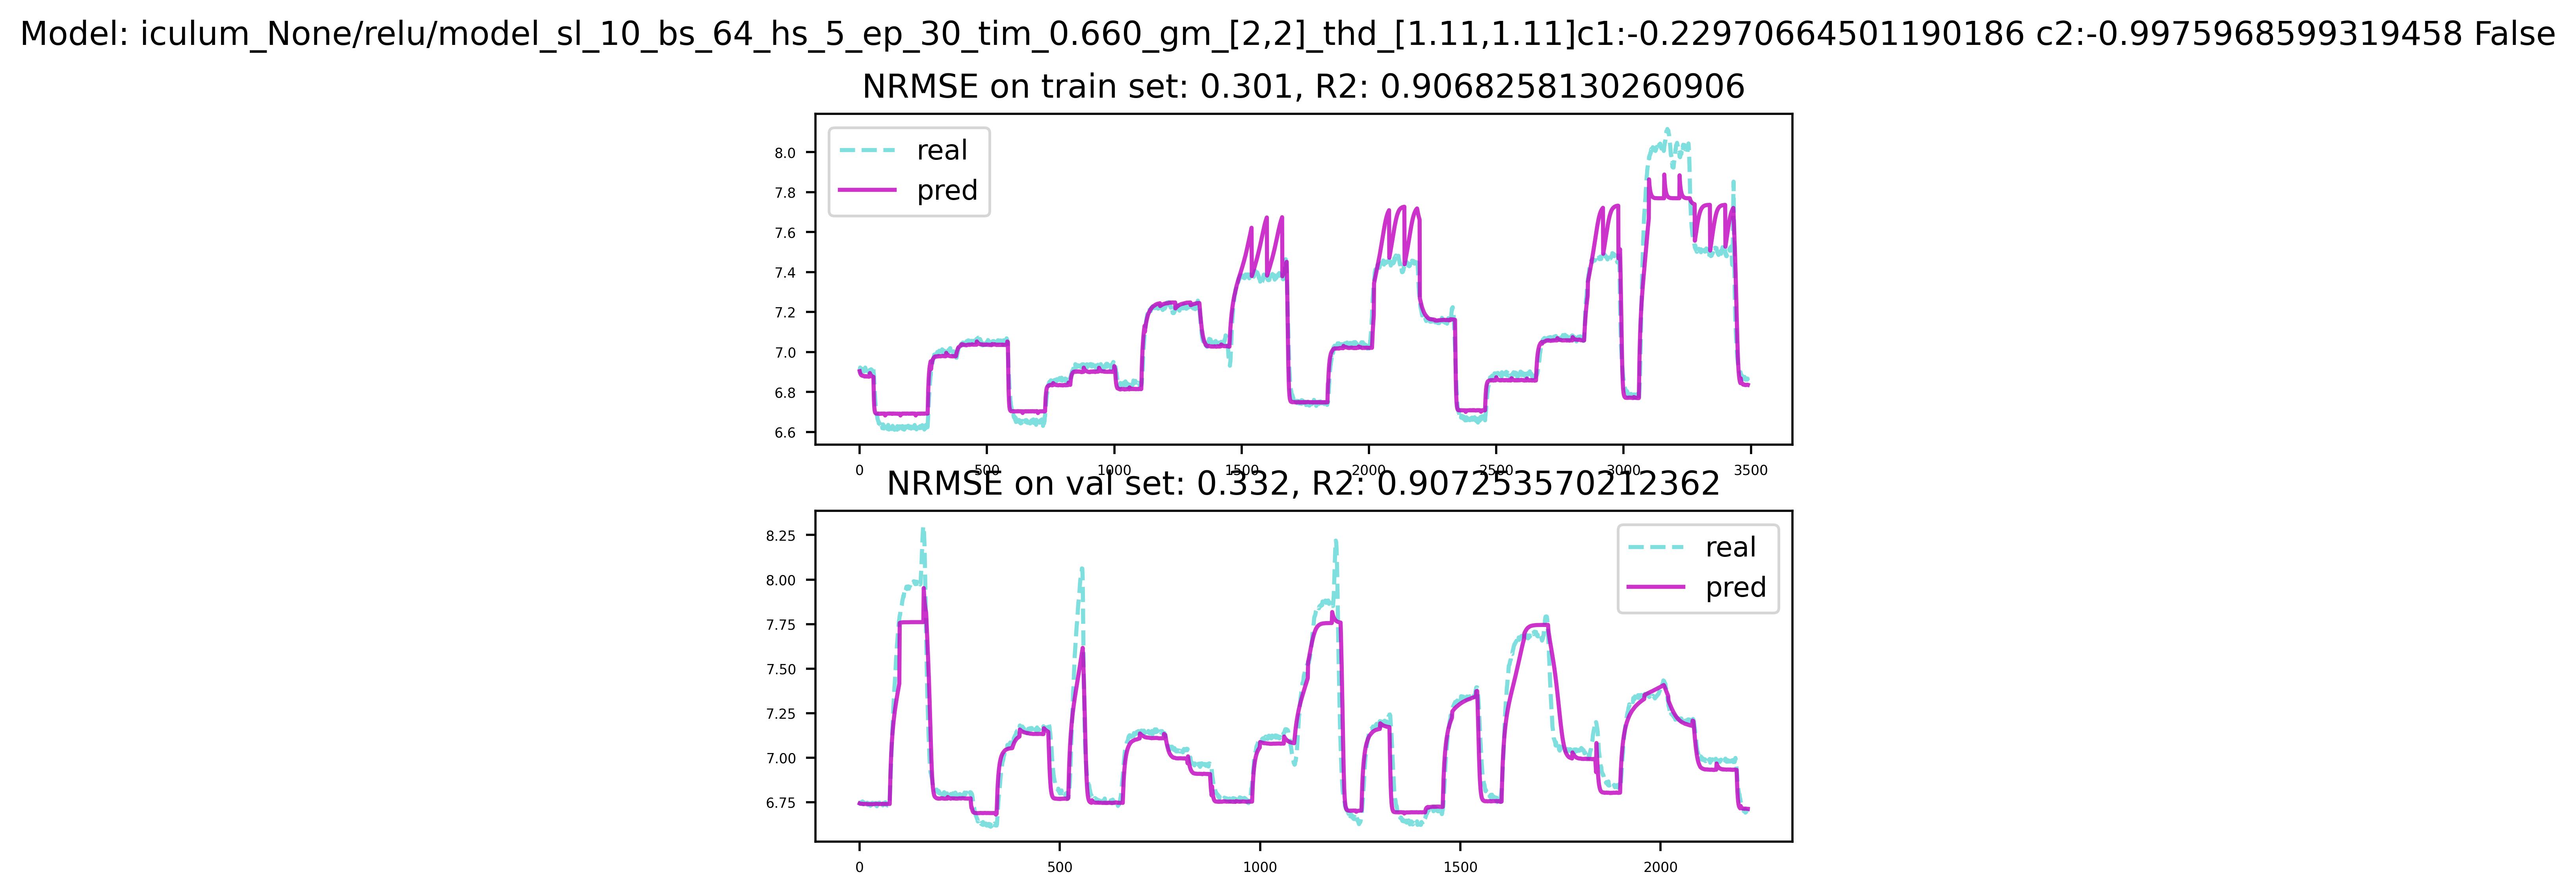 Model: iculum_None/relu/model_sl_10_bs_64_hs_5_ep_30_tim_0.660_gm_[2,2]_thd_[1.11,1.11]c1:-0.22970664501190186 c2:-0.9975968599319458 False
NRMSE on train set: 0.301, R2: 0.9068258130260906
real
pred
8.0
7.8
7.6
7.4
7.2
7.0
6.8
6.6
0 500 1000 1500 2000 2500 3000 3500
NRMSE on val set: 0.332, R2: 0.907253570212362
real
pred
8.25
8.00
7.75
7.50
7.25
7.00
6.75
0 500 1000 1500 2000